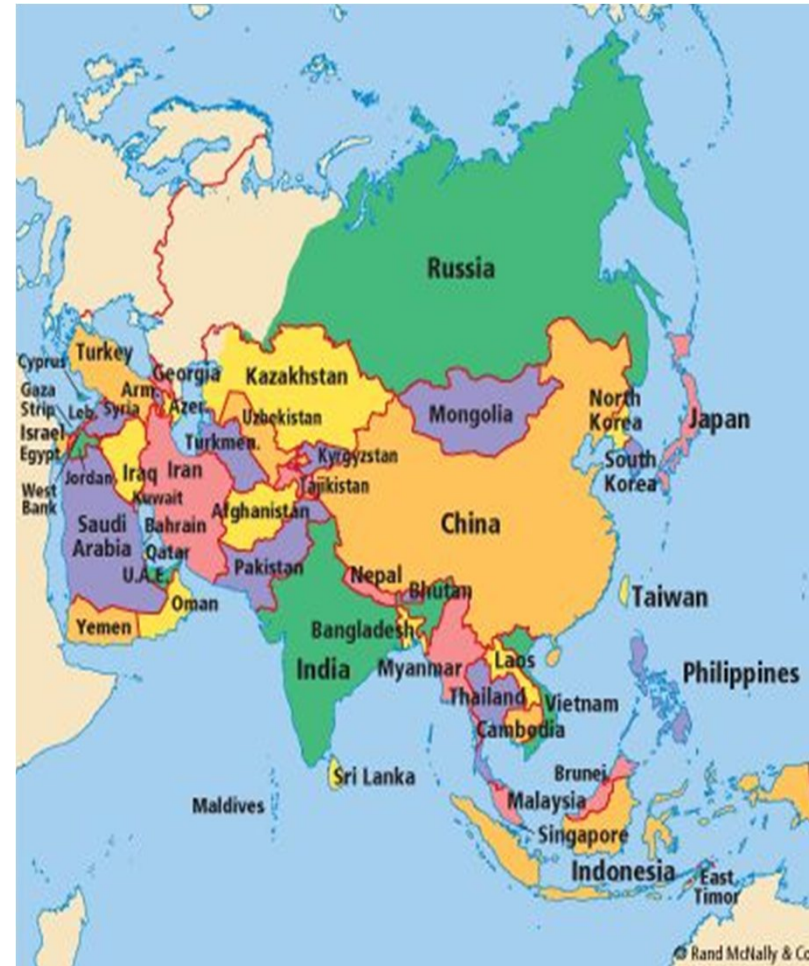 Russia
Cyprus
Turkey
Georgia
Kazakhstan
Gaza
Strip
Arm.
Leb.
Syria
Azer.
Uzbekistan
Mongolia
North
Korea
Japan
Israel
Egypt
Turkmen.
Kyrgyzstan
South
Korea
Jordan
Iraq
Iran
Tajikistan
West
Bank
Kuwait
Afghanistan
Saudi
Arabia
Bahrain
China
Qatar
Pakistan
U.A.E.
Nepal
Bhutan
Oman
Taiwan
Yemen
Bangladesh
India
Myanmar
Laos
Philippines
Thailand
Vietnam
Cambodia
Sri Lanka
Brunei
Maldives
Malaysia
Singapore
Indonesia
East
Timor
© Rand McNally & Co